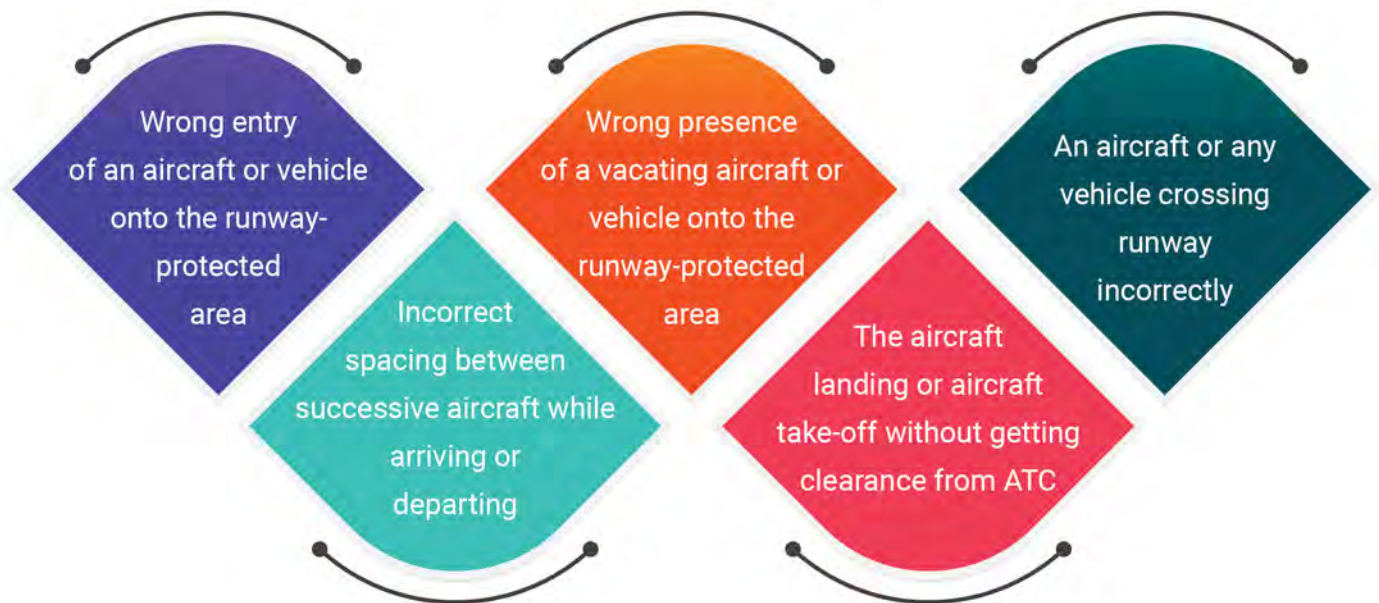 Wrong entry
of an aircraft or vehicle
onto the runway-
protected
area
Incorrect
spacing between
successive aircraft while
arriving or
departing
Wrong presence
of a vacating aircraft or
vehicle onto the
runway-protected
area
The aircraft
landing or aircraft
take-off without getting
clearance from ATC
An aircraft or any
vehicle crossing
runway
incorrectly